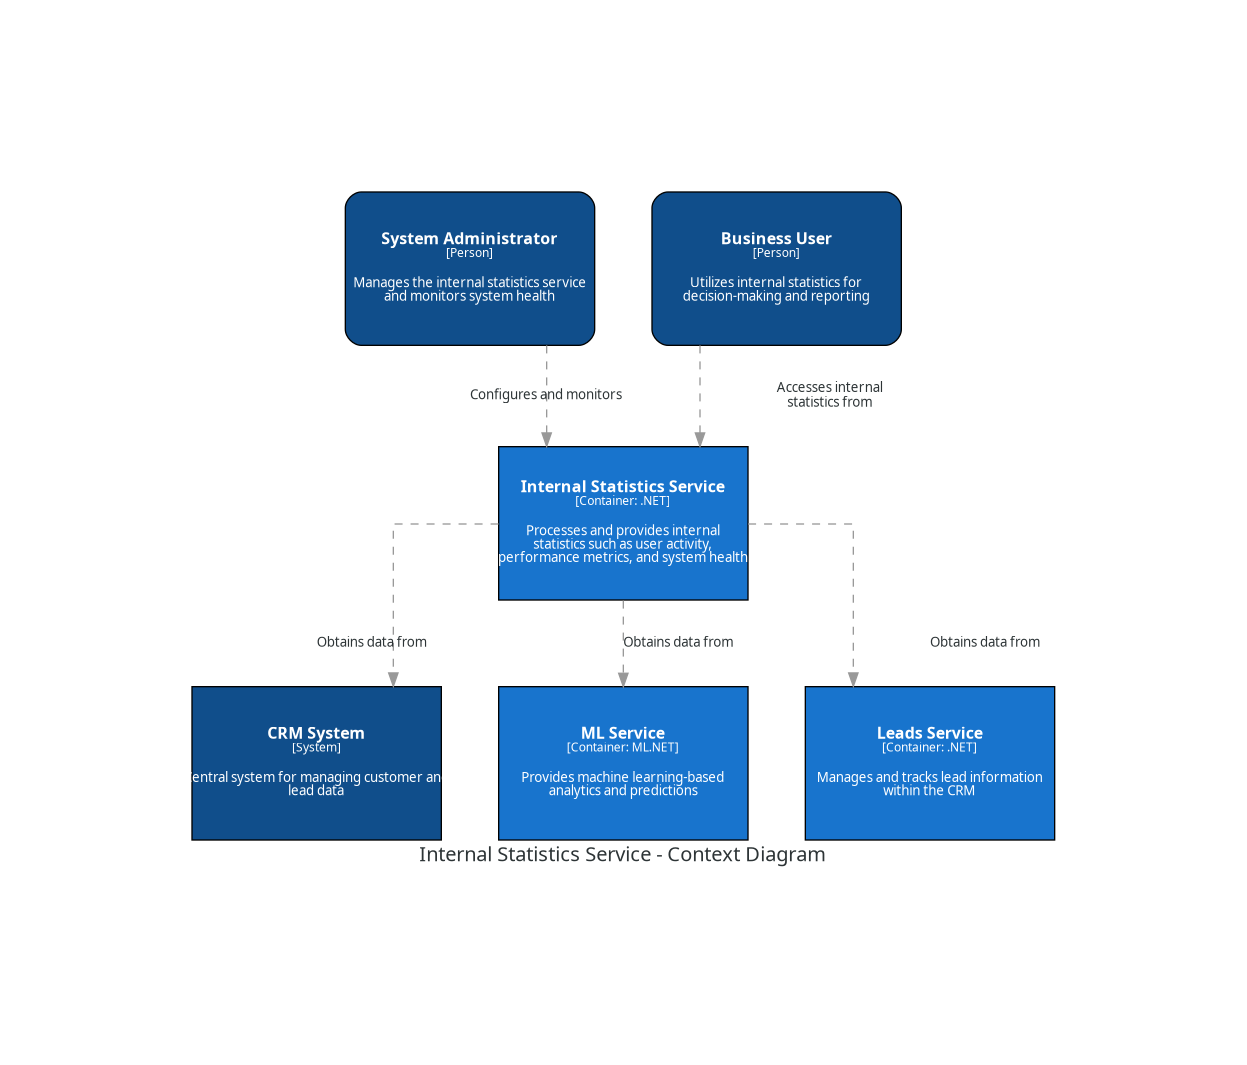 System Administrator
[Person]
Manages the internal statistics service
and monitors system health
Business User
[Person]
Utilizes internal statistics for
decision-making and reporting
Configures and monitors
Accesses internal
statistics from
Internal Statistics Service
[Container: .NET]
Processes and provides internal
statistics such as user activity,
performance metrics, and system health
Obtains data from
Obtains data from
Obtains data from
CRM System
[System]
Central system for managing customer and
lead data
ML Service
[Container: ML.NET]
Provides machine learning-based
analytics and predictions
Leads Service
[Container: .NET]
Manages and tracks lead information
within the CRM
Internal Statistics Service - Context Diagram